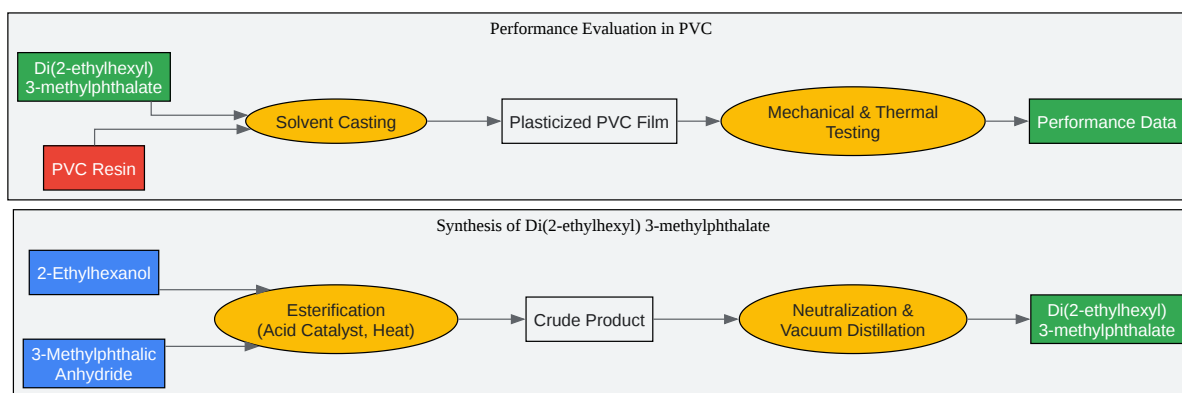 Performance Evaluation in PVC
Di(2-ethylhexyl)
3-methylphthalate
PVC Resin
Solvent Casting
Plasticized PVC Film
Mechanical & Thermal
Testing
Performance Data
Synthesis of Di(2-ethylhexyl) 3-methylphthalate
2-Ethylhexanol
3-Methylphthalic
Anhydride
Esterification
(Acid Catalyst, Heat)
Crude Product
Neutralization &
Vacuum Distillation
Di(2-ethylhexyl)
3-methylphthalate